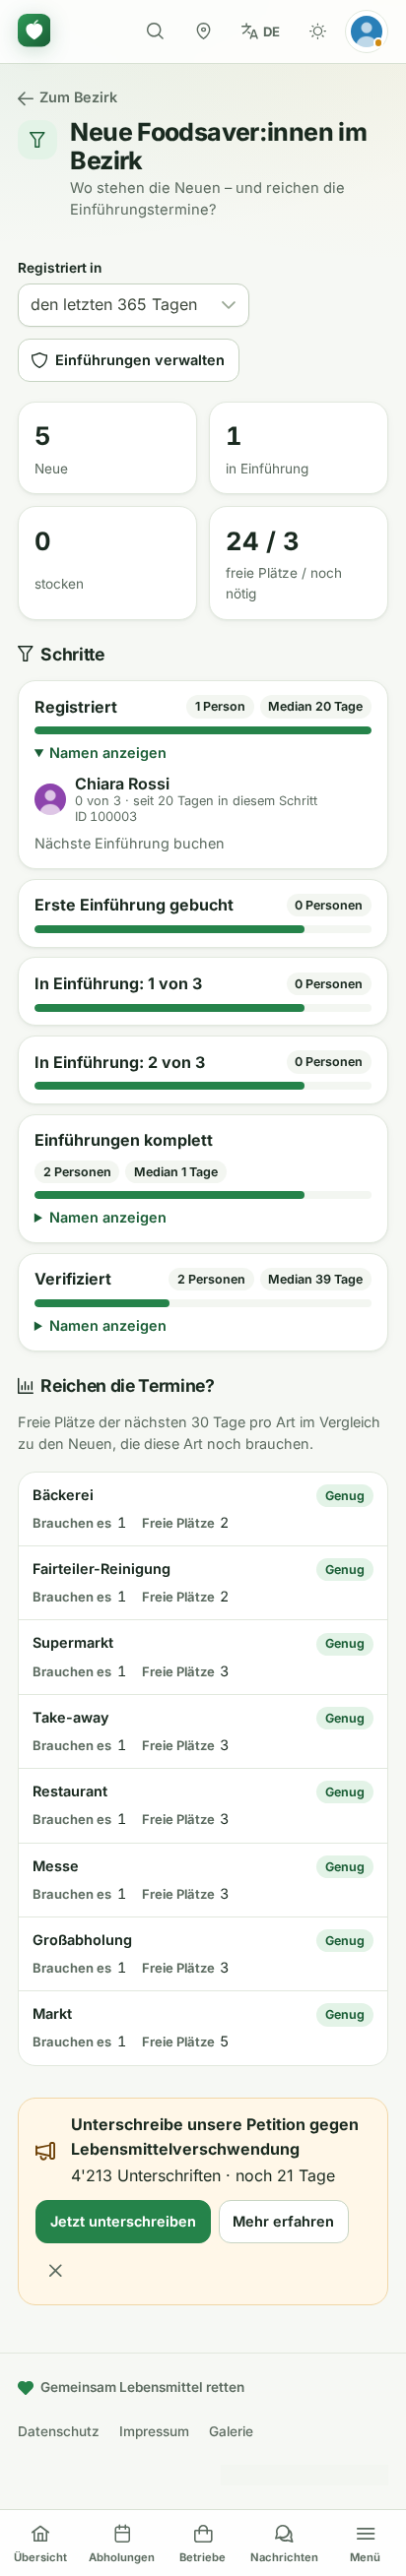 DE
Zum Bezirk
Neue Foodsaver:innen im
Bezirk
Wo stehen die Neuen – und reichen die
Einführungstermine?
Registriert in
den letzten 365 Tagen
Einführungen verwalten
5
Neue
1
in Einführung
0
stocken
24 / 3
freie Plätze / noch
nötig
Schritte
Registriert 1 Person Median 20 Tage
Namen anzeigen
Chiara Rossi
0 von 3 · seit 20 Tagen in diesem Schritt
ID 100003
Nächste Einführung buchen
Erste Einführung gebucht 0 Personen
In Einführung: 1 von 3 0 Personen
In Einführung: 2 von 3 0 Personen
Einführungen komplett
2 Personen Median 1 Tage
Namen anzeigen
Verifiziert 2 Personen Median 39 Tage
Namen anzeigen
Reichen die Termine?
Freie Plätze der nächsten 30 Tage pro Art im Vergleich
zu den Neuen, die diese Art noch brauchen.
Bäckerei Genug
Brauchen es 1 Freie Plätze 2
Fairteiler-Reinigung Genug
Brauchen es 1 Freie Plätze 2
Supermarkt Genug
Brauchen es 1 Freie Plätze 3
Take-away Genug
Brauchen es 1 Freie Plätze 3
Restaurant Genug
Brauchen es 1 Freie Plätze 3
Messe Genug
Brauchen es 1 Freie Plätze 3
Großabholung Genug
Brauchen es 1 Freie Plätze 3
Markt Genug
Brauchen es 1 Freie Plätze 5
Unterschreibe unsere Petition gegen
Lebensmittelverschwendung
4'213 Unterschriften · noch 21 Tage
Jetzt unterschreiben Mehr erfahren
Gemeinsam Lebensmittel retten
Datenschutz Impressum Galerie
Übersicht Abholungen Betriebe Nachrichten Menü